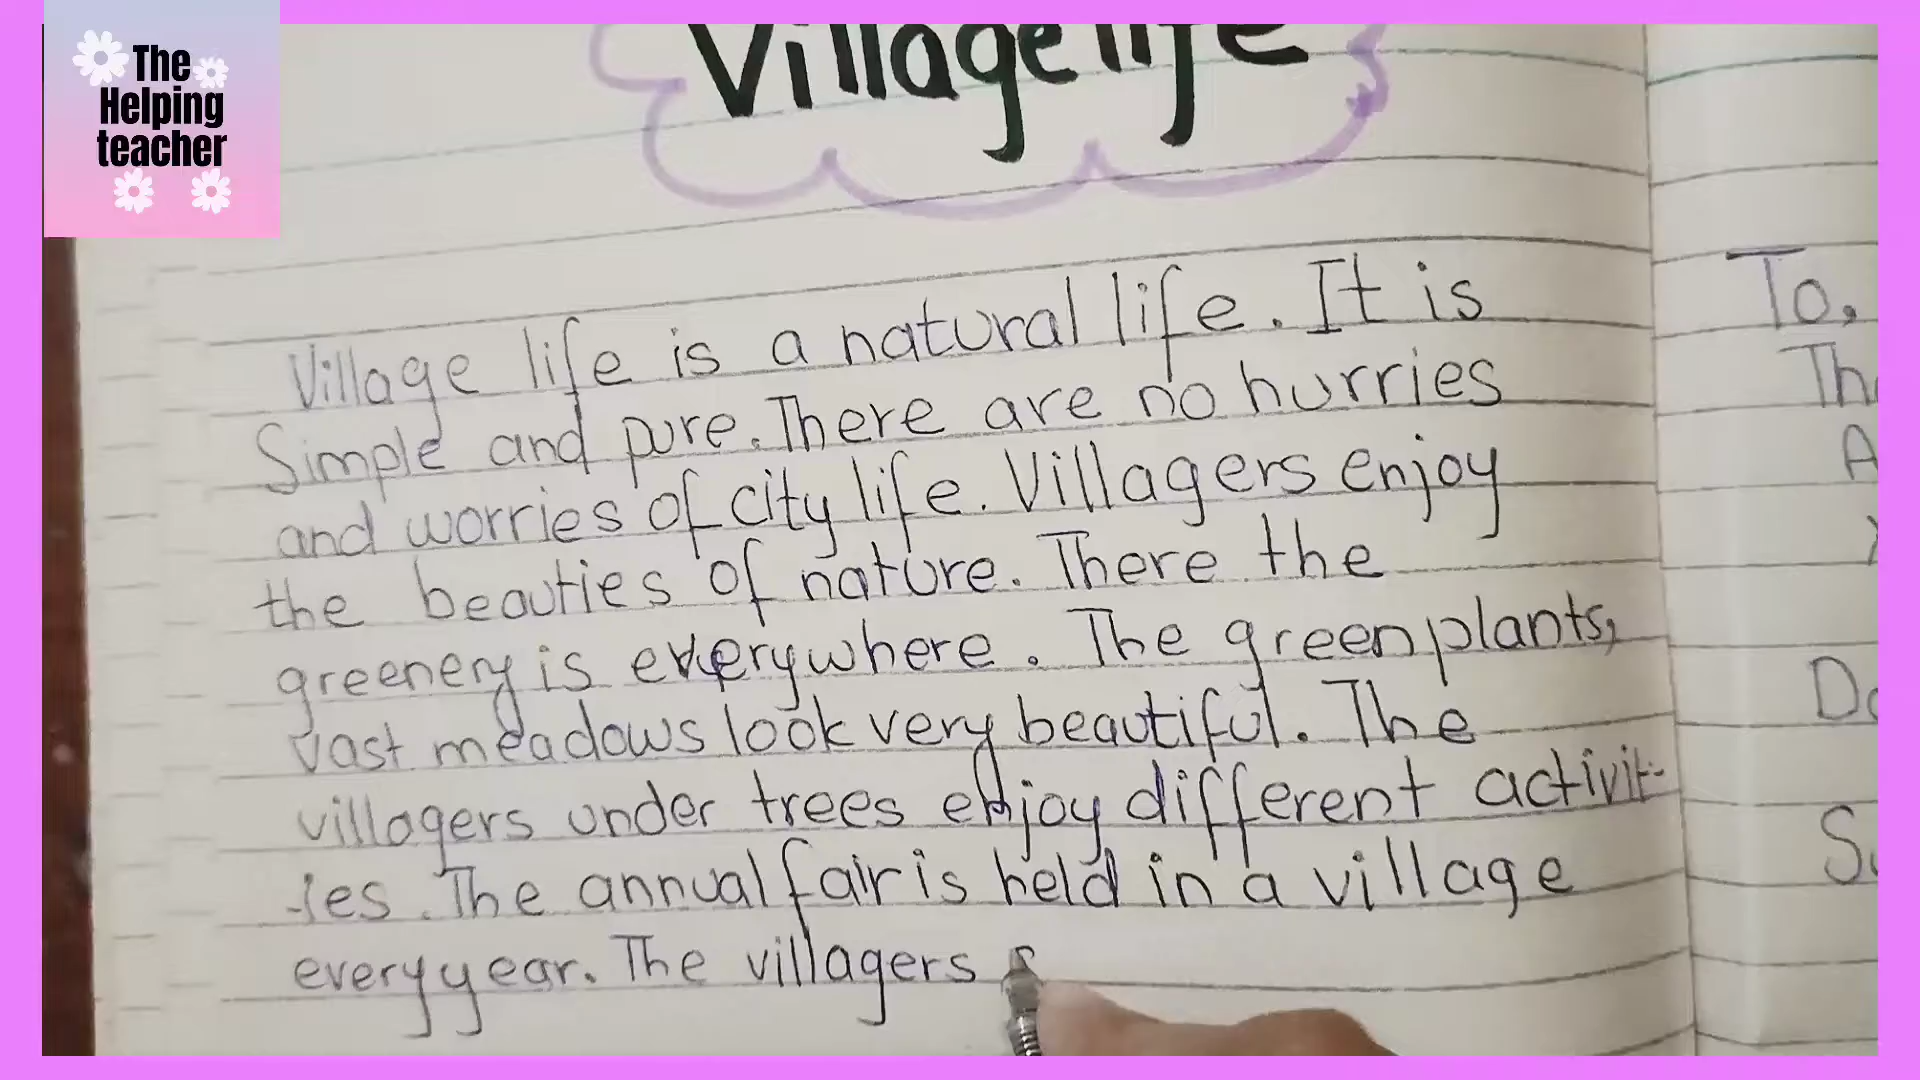 The
Helping
teacher
Village life
Village life is a natural life. It is
Simple and pure. There are no hurries
and worries of city life. Villagers enjoy
the beauties of nature. There the
greenery is everywhere. The green plants,
vast meadows look very beautiful. The
villagers under trees enjoy different activit-
-ies. The annual fair is held in a village
every year. The villagers
To,